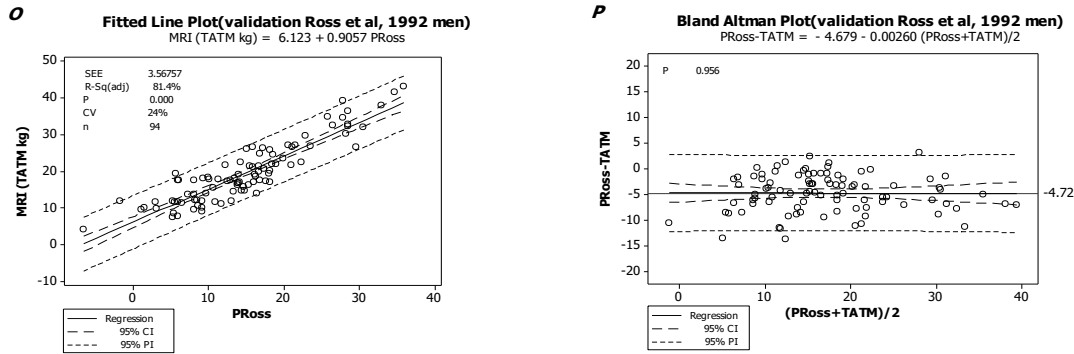 O
Fitted Line Plot(validation Ross et al, 1992 men)
MRI (TATM kg) = 6.123 + 0.9057 PRoss
SEE 3.56757
R-Sq(adj) 81.4%
P 0.000
CV 24%
n 94
MRI (TATM kg)
50
40
30
20
10
0
-10
0 10 20 30 40
PRoss
Regression
95% CI
95% PI
P
Bland Altman Plot(validation Ross et al, 1992 men)
PRoss-TATM = - 4.679 - 0.00260 (PRoss+TATM)/2
P 0.956
PRoss-TATM
20
15
10
5
0
-5
-10
-15
-20
-4.72
0 10 20 30 40
(PRoss+TATM)/2
Regression
95% CI
95% PI